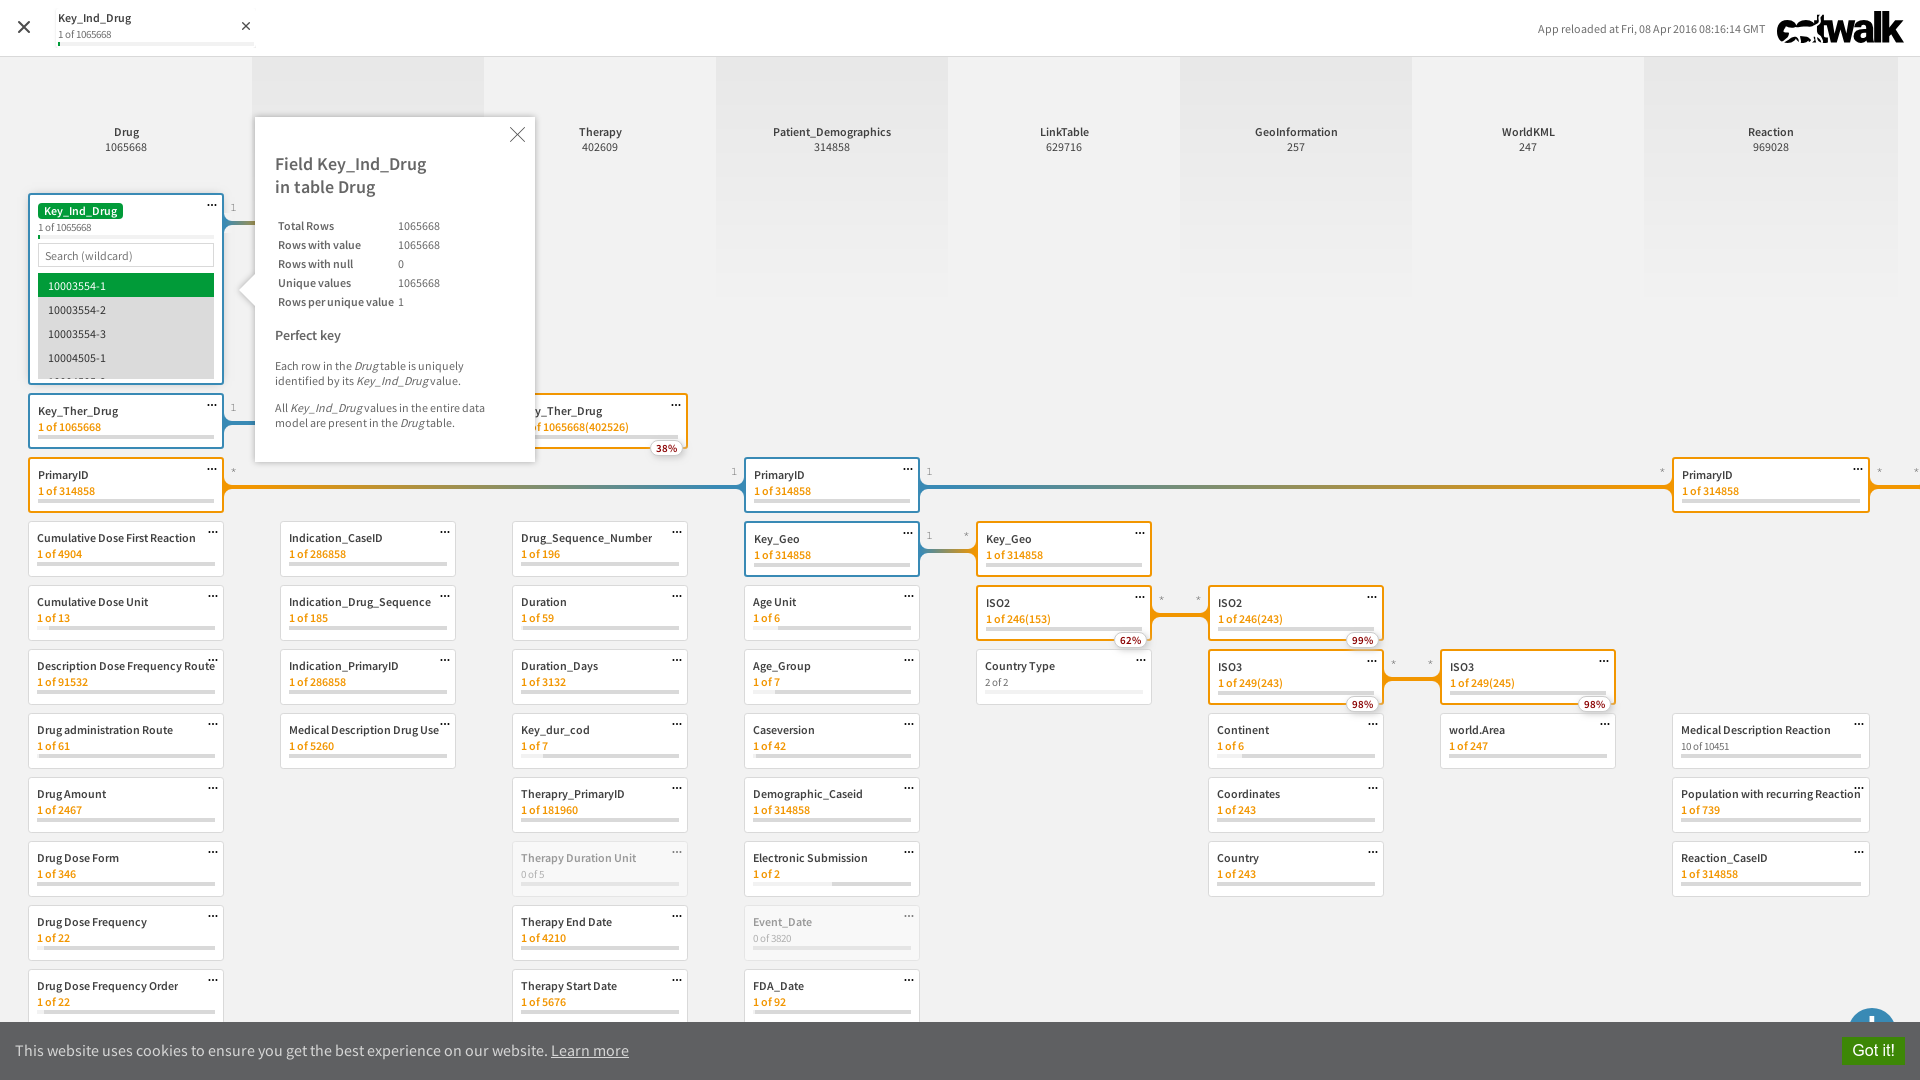 Key_Ind_Drug
1 of 1065668
App reloaded at Fri, 08 Apr 2016 08:16:14 GMT
catwalk
Drug
1065668
Therapy
402609
Patient_Demographics
314858
LinkTable
629716
GeoInformation
257
WorldKML
247
Reaction
969028
Key_Ind_Drug
1 of 1065668
Search (wildcard)
10003554-1
10003554-2
10003554-3
10004505-1
1
Field Key_Ind_Drug
in table Drug
Total Rows 1065668
Rows with value 1065668
Rows with null 0
Unique values 1065668
Rows per unique value 1
Perfect key
Each row in the Drug table is uniquely
identified by its Key_Ind_Drug value.
All Key_Ind_Drug values in the entire data
model are present in the Drug table.
Key_Ther_Drug
1 of 1065668
1
y_Ther_Drug
of 1065668(402526)
38%
PrimaryID
1 of 314858
*
1
PrimaryID
1 of 314858
1
*
PrimaryID
1 of 314858
*
*
Cumulative Dose First Reaction
1 of 4904
Indication_CaseID
1 of 286858
Drug_Sequence_Number
1 of 196
Key_Geo
1 of 314858
1
*
Key_Geo
1 of 314858
Cumulative Dose Unit
1 of 13
Indication_Drug_Sequence
1 of 185
Duration
1 of 59
Age Unit
1 of 6
ISO2
1 of 246(153)
62%
*
*
ISO2
1 of 246(243)
99%
Description Dose Frequency Route
1 of 91532
Indication_PrimaryID
1 of 286858
Duration_Days
1 of 3132
Age_Group
1 of 7
Country Type
2 of 2
ISO3
1 of 249(243)
98%
*
*
ISO3
1 of 249(245)
98%
Drug administration Route
1 of 61
Medical Description Drug Use
1 of 5260
Key_dur_cod
1 of 7
Caseversion
1 of 42
Continent
1 of 6
world.Area
1 of 247
Medical Description Reaction
10 of 10451
Drug Amount
1 of 2467
Therapry_PrimaryID
1 of 181960
Demographic_Caseid
1 of 314858
Coordinates
1 of 243
Population with recurring Reaction
1 of 739
Drug Dose Form
1 of 346
Therapy Duration Unit
0 of 5
Electronic Submission
1 of 2
Country
1 of 243
Reaction_CaseID
1 of 314858
Drug Dose Frequency
1 of 22
Therapy End Date
1 of 4210
Event_Date
0 of 3820
Drug Dose Frequency Order
1 of 22
Therapy Start Date
1 of 5676
FDA_Date
1 of 92
This website uses cookies to ensure you get the best experience on our website. Learn more
Got it!